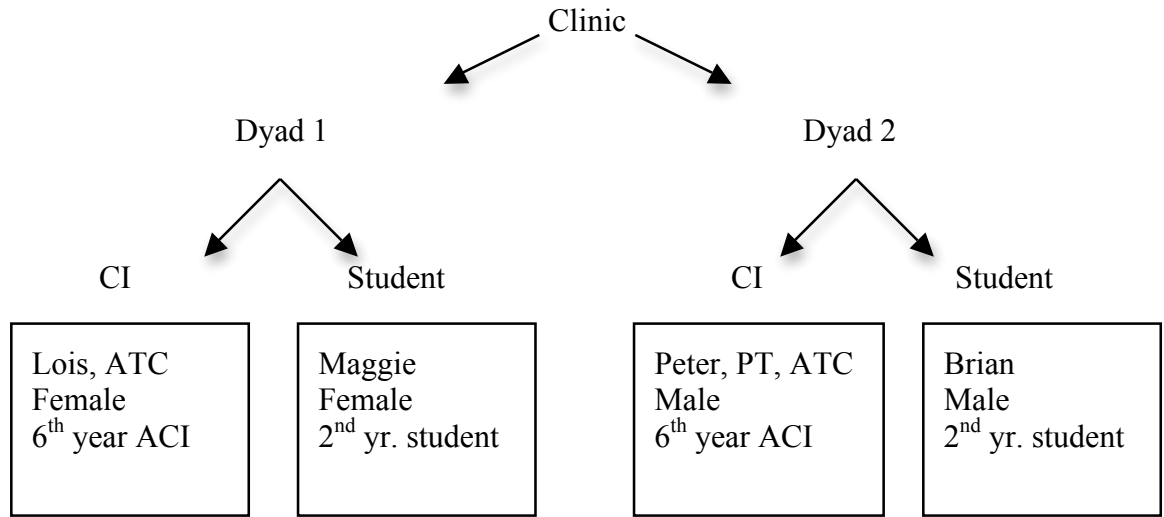 Clinic
Dyad 1
Dyad 2
CI
Student
CI
Student
Lois, ATC
Female
6th year ACI
Maggie
Female
2nd yr. student
Peter, PT, ATC
Male
6th year ACI
Brian
Male
2nd yr. student